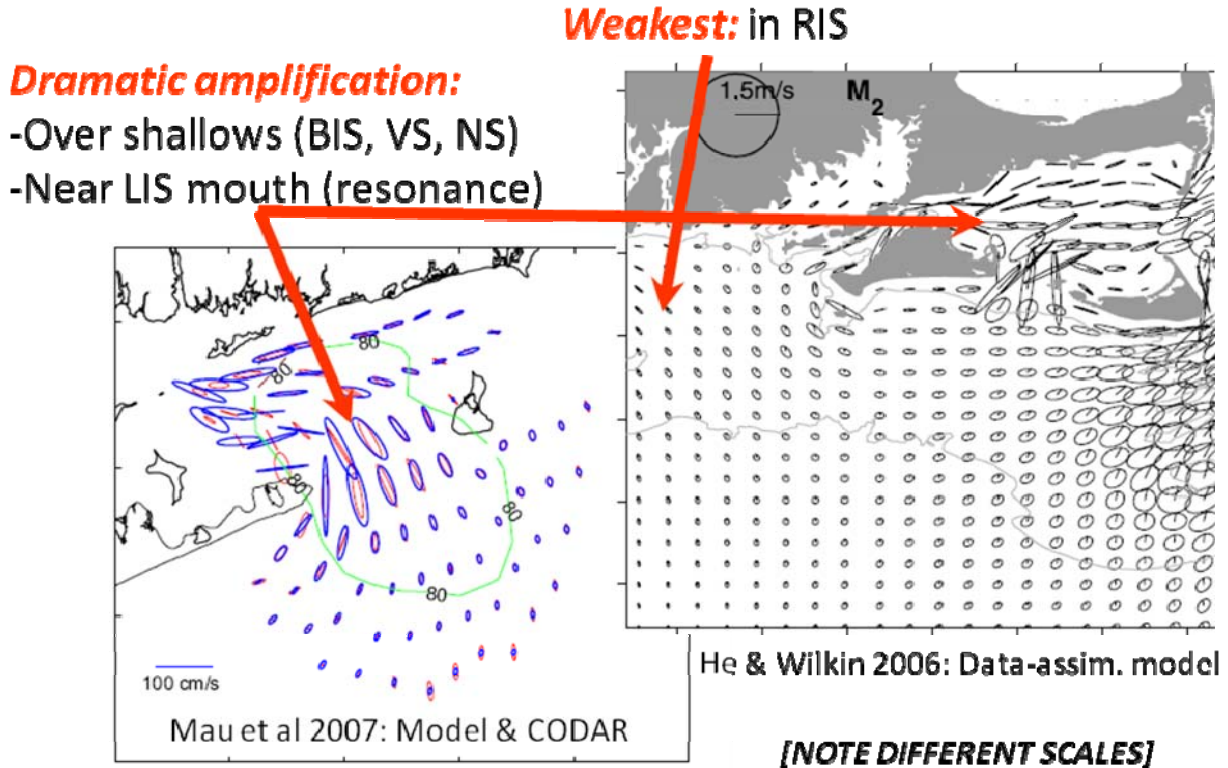 Weakest: in RIS
Dramatic amplification:
-Over shallows (BIS, VS, NS)
-Near LIS mouth (resonance)
1.5m/s
M2
80
80
80
80
80
100 cm/s
Mau et al 2007: Model & CODAR
He & Wilkin 2006: Data-assim. model
[NOTE DIFFERENT SCALES]